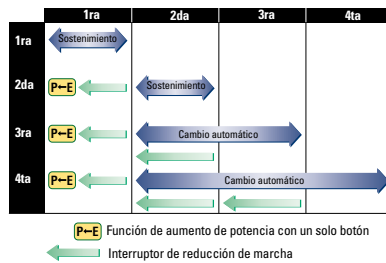 1ra 2da 3ra 4ta
1ra Sostenimiento
2da P←E Sostenimiento
3ra P←E Cambio automático
4ta P←E Cambio automático
P←E Función de aumento de potencia con un solo botón
Interruptor de reducción de marcha